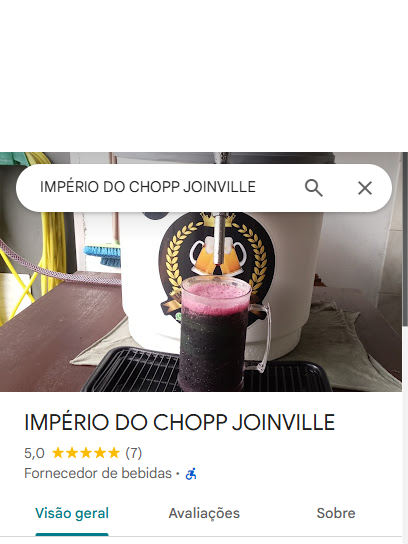 IMPÉRIO DO CHOPP JOINVILLE
IMPÉRIO DO CHOPP JOINVILLE
5,0 (7)
Fornecedor de bebidas ·
Visão geral Avaliações Sobre